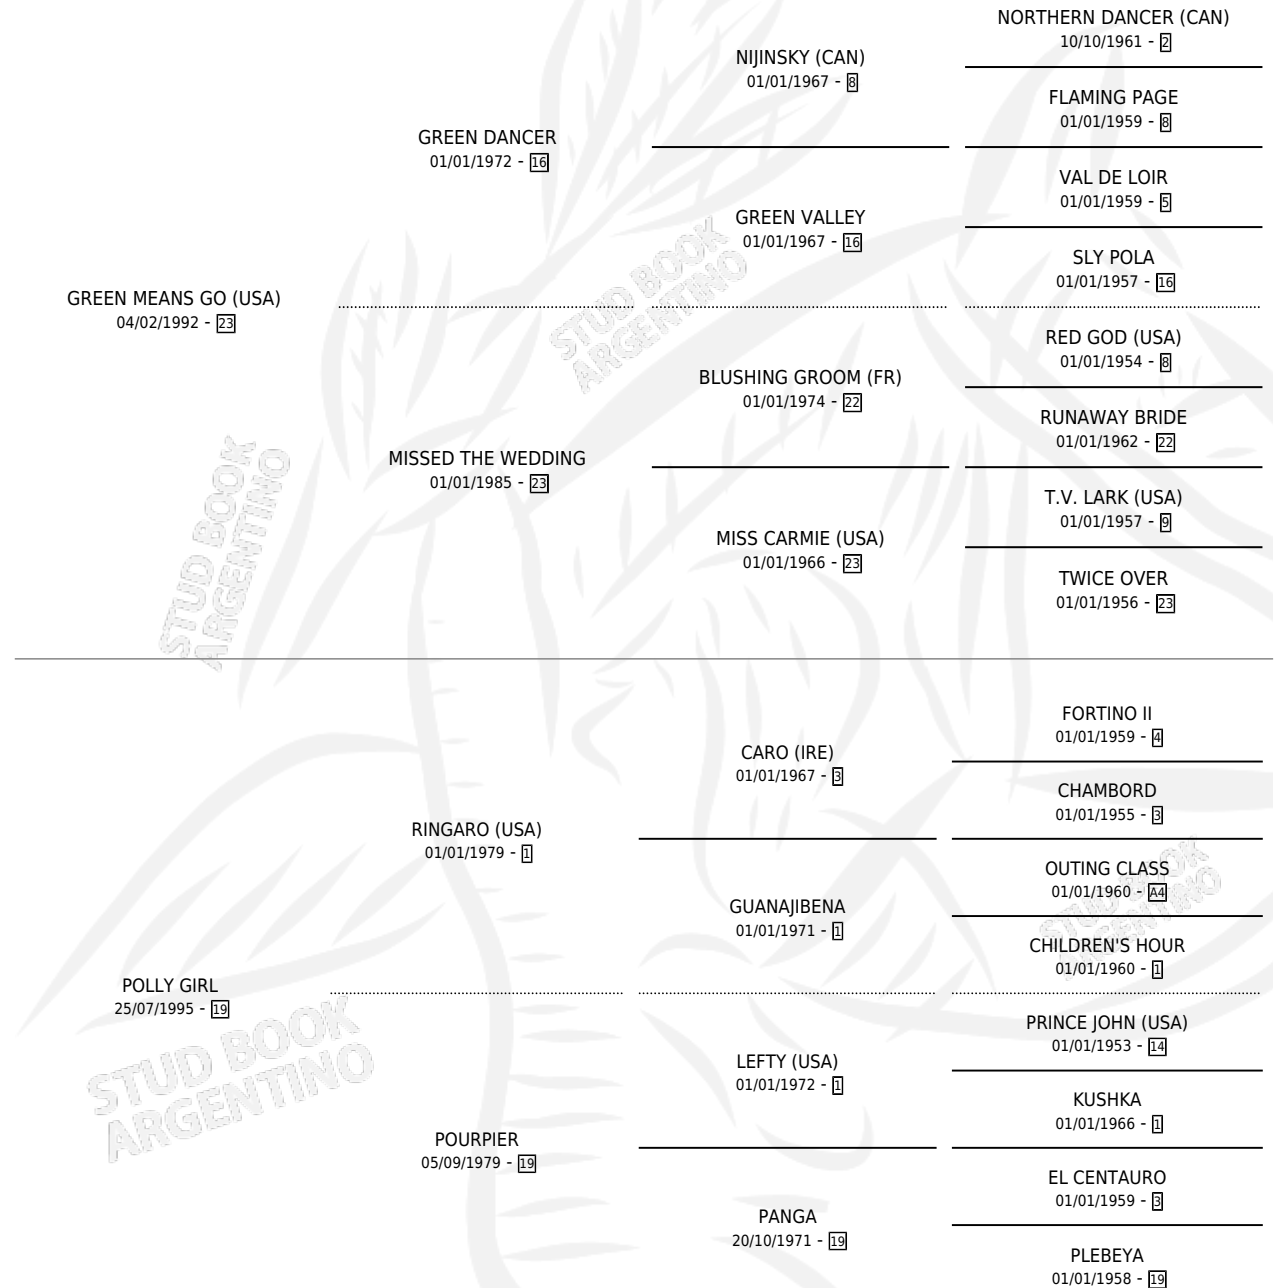 NORTHERN DANCER (CAN)
10/10/1961 - 2
NIJINSKY (CAN)
01/01/1967 - 8
FLAMING PAGE
01/01/1959 - 8
GREEN DANCER
01/01/1972 - 16
VAL DE LOIR
01/01/1959 - 5
GREEN VALLEY
01/01/1967 - 16
SLY POLA
01/01/1957 - 16
GREEN MEANS GO (USA)
04/02/1992 - 23
STUD BOOK
ARGENTINO
RED GOD (USA)
01/01/1954 - 8
BLUSHING GROOM (FR)
01/01/1974 - 22
RUNAWAY BRIDE
01/01/1962 - 22
MISSED THE WEDDING
01/01/1985 - 23
STUD BOOK
ARGENTINO
T.V. LARK (USA)
01/01/1957 - 9
MISS CARMIE (USA)
01/01/1966 - 23
TWICE OVER
01/01/1956 - 23
FORTINO II
01/01/1959 - 4
CARO (IRE)
01/01/1967 - 3
CHAMBORD
01/01/1955 - 3
RINGARO (USA)
01/01/1979 - 1
OUTING CLASS
01/01/1960 - A4
STUD BOOK
ARGENTINO
GUANAJIBENA
01/01/1971 - 1
CHILDREN'S HOUR
01/01/1960 - 1
POLLY GIRL
25/07/1995 - 19
STUD BOOK
ARGENTINO
PRINCE JOHN (USA)
01/01/1953 - 14
LEFTY (USA)
01/01/1972 - 1
KUSHKA
01/01/1966 - 1
POURPIER
05/09/1979 - 19
EL CENTAURO
01/01/1959 - 3
PANGA
20/10/1971 - 19
PLEBEYA
01/01/1958 - 19